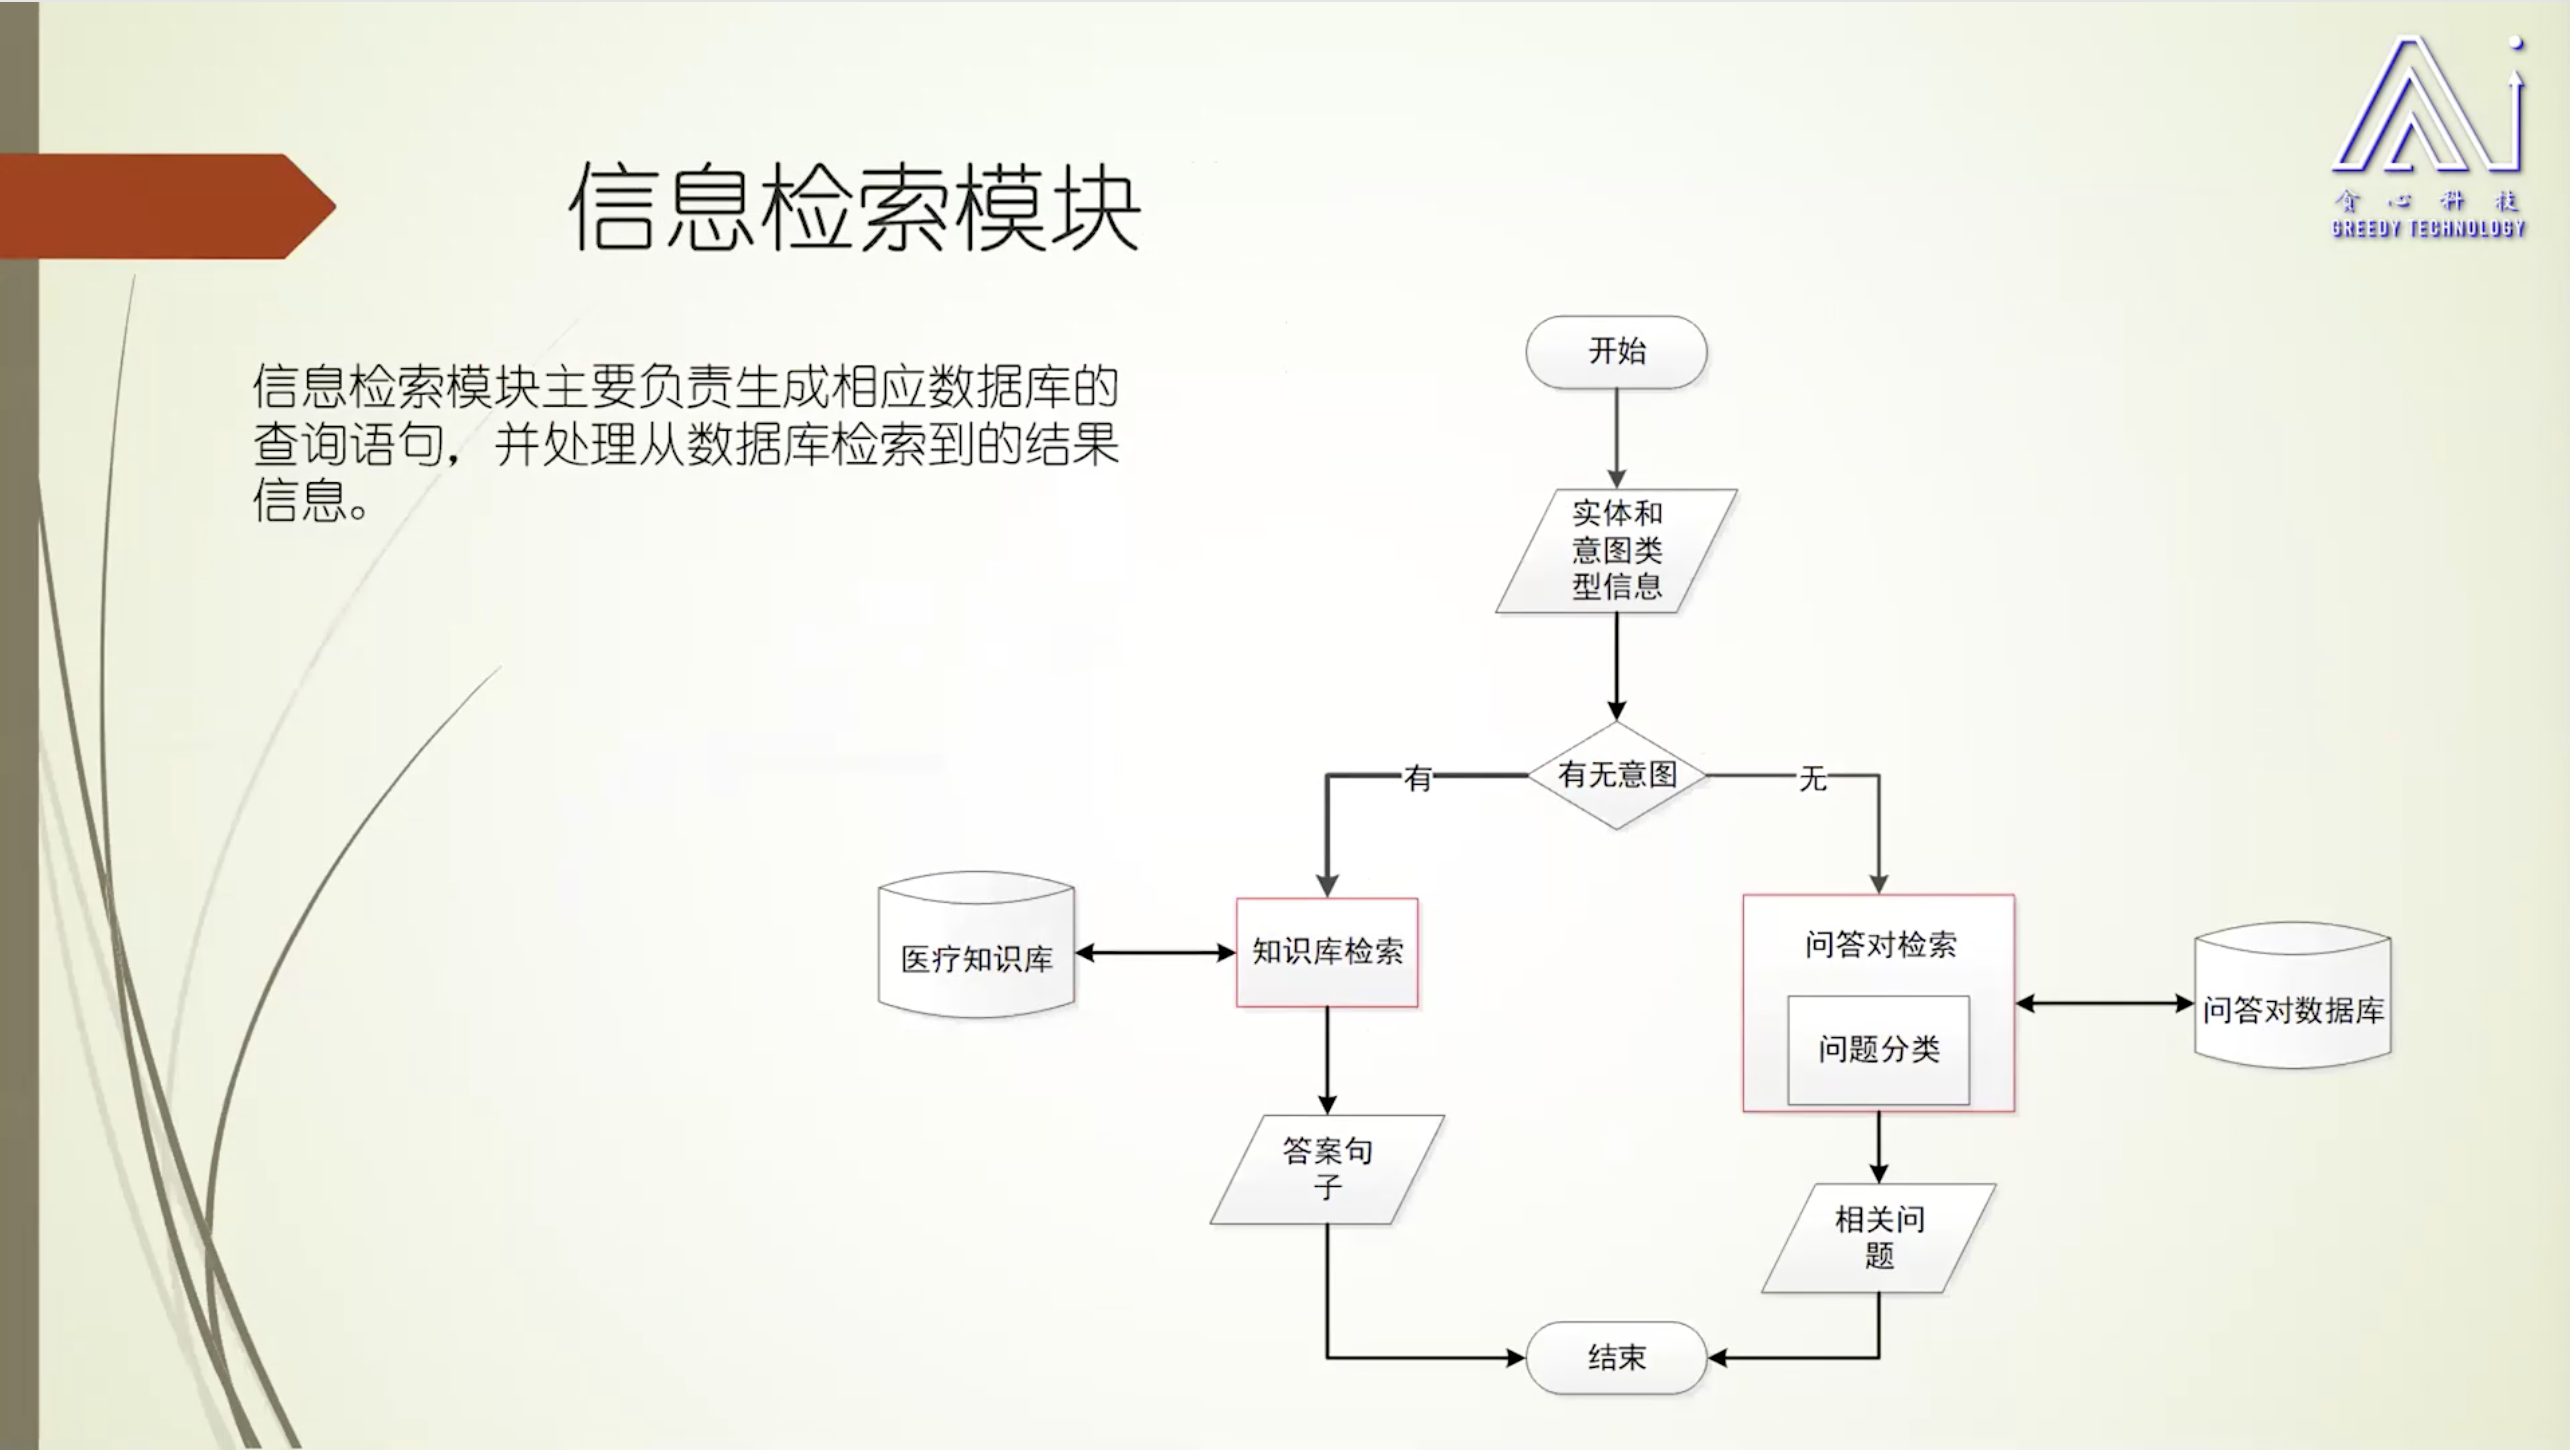 贪心科技
GREEDY TECHNOLOGY
信息检索模块
信息检索模块主要负责生成相应数据库的
查询语句，并处理从数据库检索到的结果
信息。
开始
实体和
意图类
型信息
有无意图
有
无
医疗知识库
知识库检索
问答对检索
问题分类
问答对数据库
答案句
子
相关问
题
结束